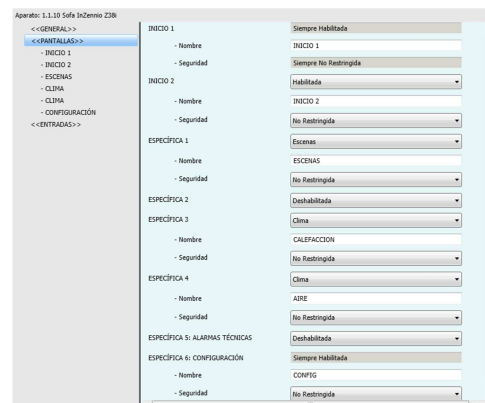 Aparato: 1.1.10 Sofa InZennio Z38i
<<GENERAL>>
<<PANTALLAS>>
- INICIO 1
- INICIO 2
- ESCENAS
- CLIMA
- CLIMA
- CONFIGURACIÓN
<<ENTRADAS>>
INICIO 1 Siempre Habilitada
- Nombre INICIO 1
- Seguridad Siempre No Restringida
INICIO 2 Habilitada
- Nombre INICIO 2
- Seguridad No Restringida
ESPECÍFICA 1 Escenas
- Nombre ESCENAS
- Seguridad No Restringida
ESPECÍFICA 2 Deshabilitada
ESPECÍFICA 3 Clima
- Nombre CALEFACCION
- Seguridad No Restringida
ESPECÍFICA 4 Clima
- Nombre AIRE
- Seguridad No Restringida
ESPECÍFICA 5: ALARMAS TÉCNICAS Deshabilitada
ESPECÍFICA 6: CONFIGURACIÓN Siempre Habilitada
- Nombre CONFIG
- Seguridad No Restringida